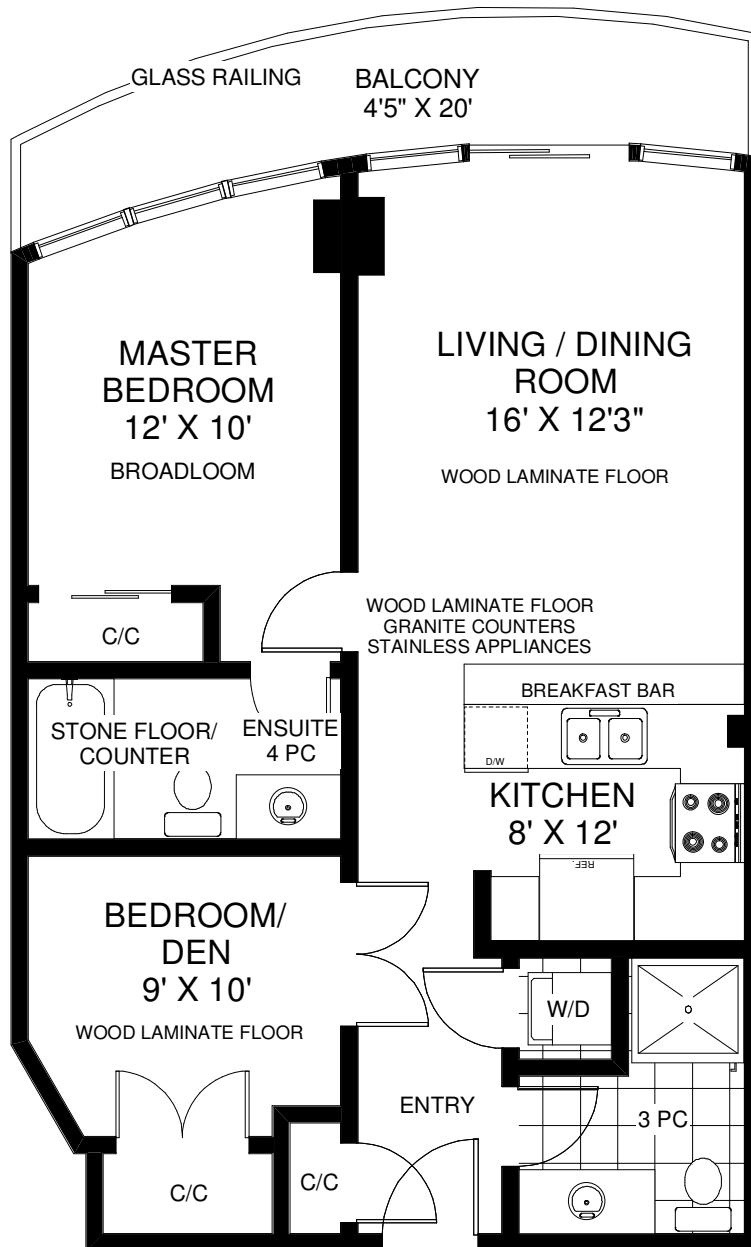 GLASS RAILING
BALCONY
4'5" X 20'
MASTER
BEDROOM
12' X 10'
BROADLOOM
LIVING / DINING
ROOM
16' X 12'3"
WOOD LAMINATE FLOOR
C/C
WOOD LAMINATE FLOOR
GRANITE COUNTERS
STAINLESS APPLIANCES
BREAKFAST BAR
STONE FLOOR/
COUNTER
ENSUITE
4 PC
D/W
KITCHEN
8' X 12'
REF.
BEDROOM/
DEN
9' X 10'
WOOD LAMINATE FLOOR
W/D
ENTRY
3 PC
C/C
C/C